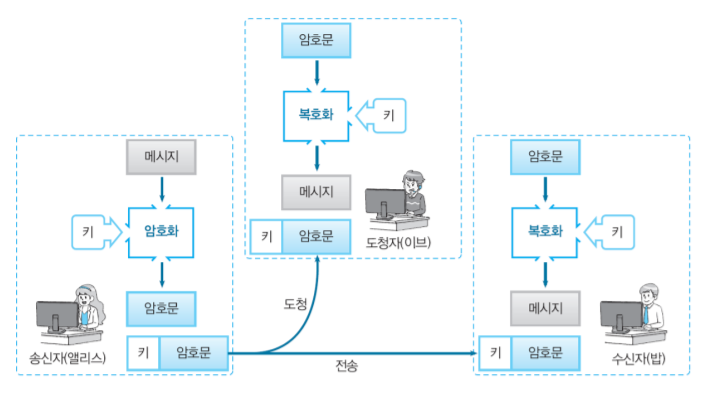 메시지
키
암호화
암호문
송신자(앨리스)
키 암호문
암호문
복호화
키
메시지
키 암호문
도청자(이브)
도청
전송
암호문
복호화
키
메시지
키 암호문
수신자(밥)